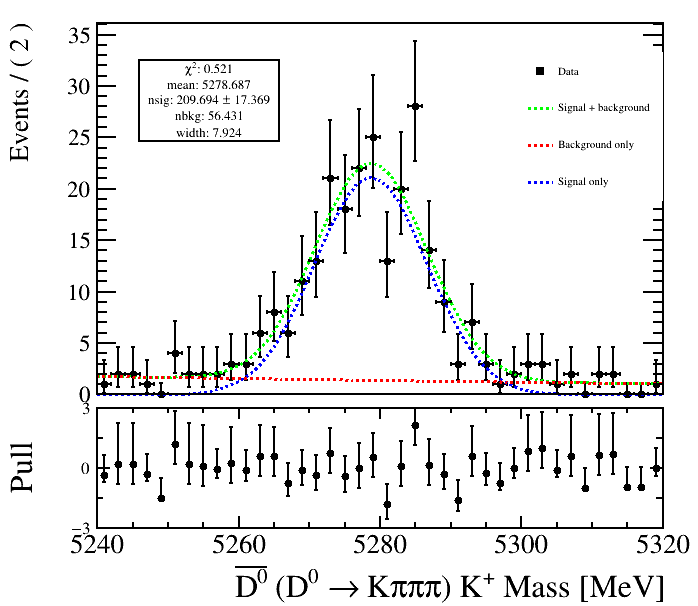 Events / ( 2 )
35
30
25
20
15
10
5
0
χ²: 0.521
mean: 5278.687
nsig: 209.694 ± 17.369
nbkg: 56.431
width: 7.924
Data
Signal + background
Background only
Signal only
Pull
3
0
−3
5240 5260 5280 5300 5320
D⁰ (D⁰ → Kπππ) K⁺ Mass [MeV]